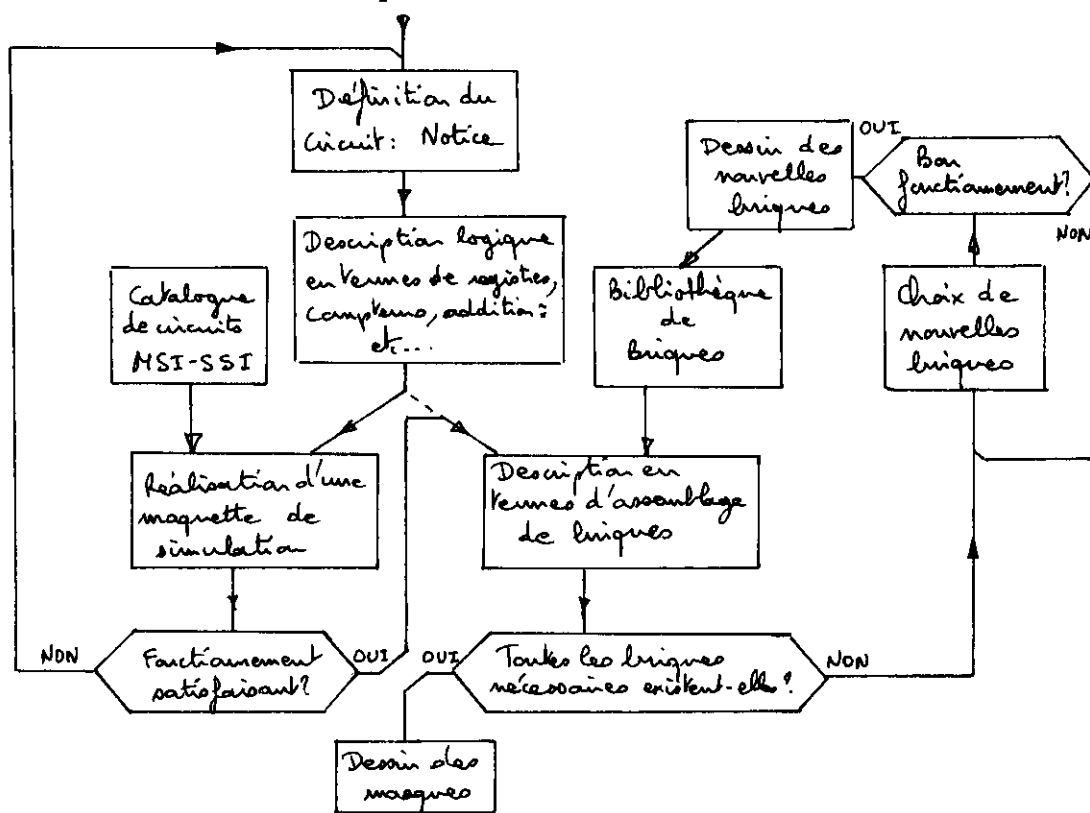 Définition du
Circuit: Notice
Description logique
en termes de registres,
compteurs, addition:
etc...
Catalogue
de circuits
MSI-SSI
Réalisation d'une
maquette de
simulation
Fonctionnement
satisfaisant?
NON
OUI
Dessin des
nouvelles
briques
OUI
Bon
fonctionnement?
NON
Bibliothèque
de
Briques
Choix de
nouvelles
briques
Description en
termes d'assemblage
de briques
OUI
Toutes les briques
nécessaires existent-elles?
NON
Dessin des
masques